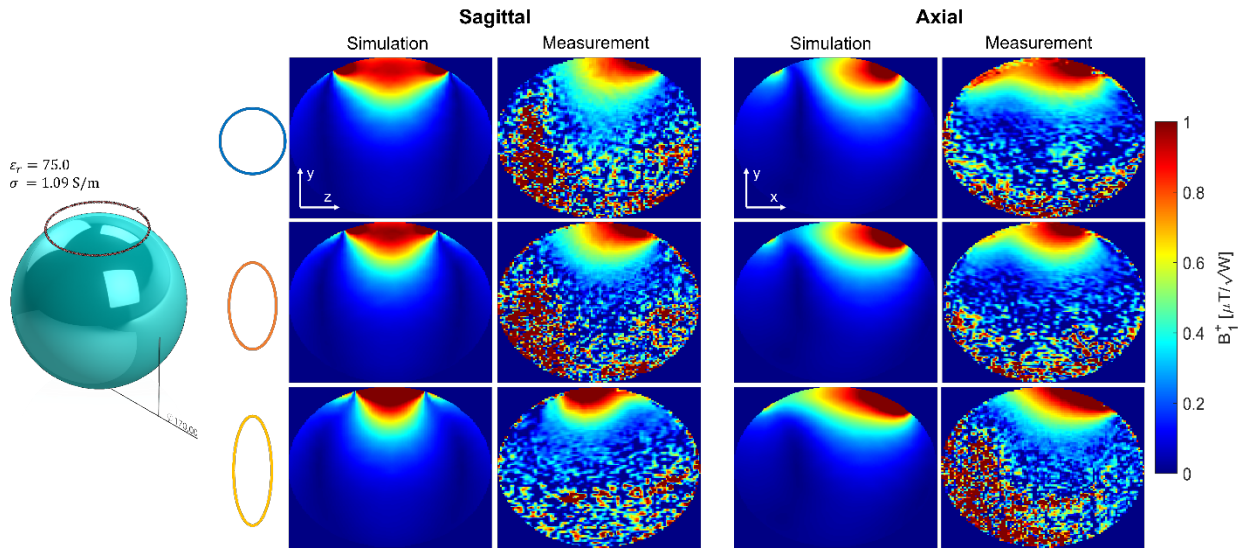 Sagittal
Axial
Simulation
Measurement
Simulation
Measurement
εᵣ = 75.0
σ = 1.09 S/m
y
z
y
x
1
0.8
0.6
0.4
0.2
0
B₁⁺ [μT/√W]